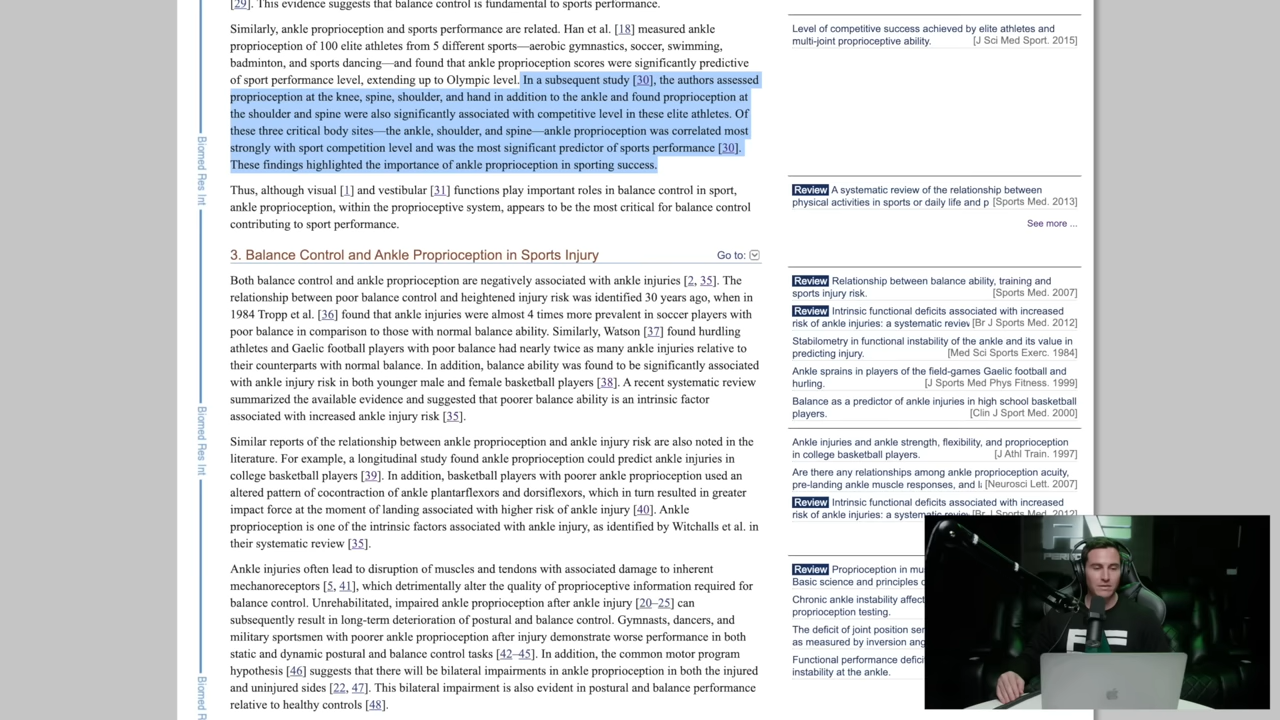 [29]. This evidence suggests that balance control is fundamental to sports performance.
Similarly, ankle proprioception and sports performance are related. Han et al. [18] measured ankle
proprioception of 100 elite athletes from 5 different sports—aerobic gymnastics, soccer, swimming,
badminton, and sports dancing—and found that ankle proprioception scores were significantly predictive
of sport performance level, extending up to Olympic level. In a subsequent study [30], the authors assessed
proprioception at the knee, spine, shoulder, and hand in addition to the ankle and found proprioception at
the shoulder and spine were also significantly associated with competitive level in these elite athletes. Of
these three critical body sites—the ankle, shoulder, and spine—ankle proprioception was correlated most
strongly with sport competition level and was the most significant predictor of sports performance [30].
These findings highlighted the importance of ankle proprioception in sporting success.
Thus, although visual [1] and vestibular [31] functions play important roles in balance control in sport,
ankle proprioception, within the proprioceptive system, appears to be the most critical for balance control
contributing to sport performance.
3. Balance Control and Ankle Proprioception in Sports Injury
Go to:
Both balance control and ankle proprioception are negatively associated with ankle injuries [2, 35]. The
relationship between poor balance control and heightened injury risk was identified 30 years ago, when in
1984 Tropp et al. [36] found that ankle injuries were almost 4 times more prevalent in soccer players with
poor balance in comparison to those with normal balance ability. Similarly, Watson [37] found hurdling
athletes and Gaelic football players with poor balance had nearly twice as many ankle injuries relative to
their counterparts with normal balance. In addition, balance ability was found to be significantly associated
with ankle injury risk in both younger male and female basketball players [38]. A recent systematic review
summarized the available evidence and suggested that poorer balance ability is an intrinsic factor
associated with increased ankle injury risk [35].
Similar reports of the relationship between ankle proprioception and ankle injury risk are also noted in the
literature. For example, a longitudinal study found ankle proprioception could predict ankle injuries in
college basketball players [39]. In addition, basketball players with poorer ankle proprioception used an
altered pattern of cocontraction of ankle plantarflexors and dorsiflexors, which in turn resulted in greater
impact force at the moment of landing associated with higher risk of ankle injury [40]. Ankle
proprioception is one of the intrinsic factors associated with ankle injury, as identified by Witchalls et al. in
their systematic review [35].
Ankle injuries often lead to disruption of muscles and tendons with associated damage to inherent
mechanoreceptors [5, 41], which detrimentally alter the quality of proprioceptive information required for
balance control. Unrehabilitated, impaired ankle proprioception after ankle injury [20–25] can
subsequently result in long-term deterioration of postural and balance control. Gymnasts, dancers, and
military sportsmen with poorer ankle proprioception after injury demonstrate worse performance in both
static and dynamic postural and balance control tasks [42–45]. In addition, the common motor program
hypothesis [46] suggests that there will be bilateral impairments in ankle proprioception in both the injured
and uninjured sides [22, 47]. This bilateral impairment is also evident in postural and balance performance
relative to healthy controls [48].
Biomed Res Int
Biomed Res Int
Biomed R
Level of competitive success achieved by elite athletes and
multi-joint proprioceptive ability. [J Sci Med Sport. 2015]
Review A systematic review of the relationship between
physical activities in sports or daily life and p [Sports Med. 2013]
See more ...
Review Relationship between balance ability, training and
sports injury risk. [Sports Med. 2007]
Review Intrinsic functional deficits associated with increased
risk of ankle injuries: a systematic review [Br J Sports Med. 2012]
Stabilometry in functional instability of the ankle and its value in
predicting injury. [Med Sci Sports Exerc. 1984]
Ankle sprains in players of the field-games Gaelic football and
hurling. [J Sports Med Phys Fitness. 1999]
Balance as a predictor of ankle injuries in high school basketball
players. [Clin J Sport Med. 2000]
Ankle injuries and ankle strength, flexibility, and proprioception
in college basketball players. [J Athl Train. 1997]
Are there any relationships among ankle proprioception acuity,
pre-landing ankle muscle responses, and l [Neurosci Lett. 2007]
Review Intrinsic functional deficits associated with increased
risk of ankle injuries: a systematic review [Br J Sports Med. 2012]
Review Proprioception in mu
Basic science and principles o
Chronic ankle instability affect
proprioception testing.
The deficit of joint position sen
as measured by inversion ang
Functional performance defici
instability at the ankle.